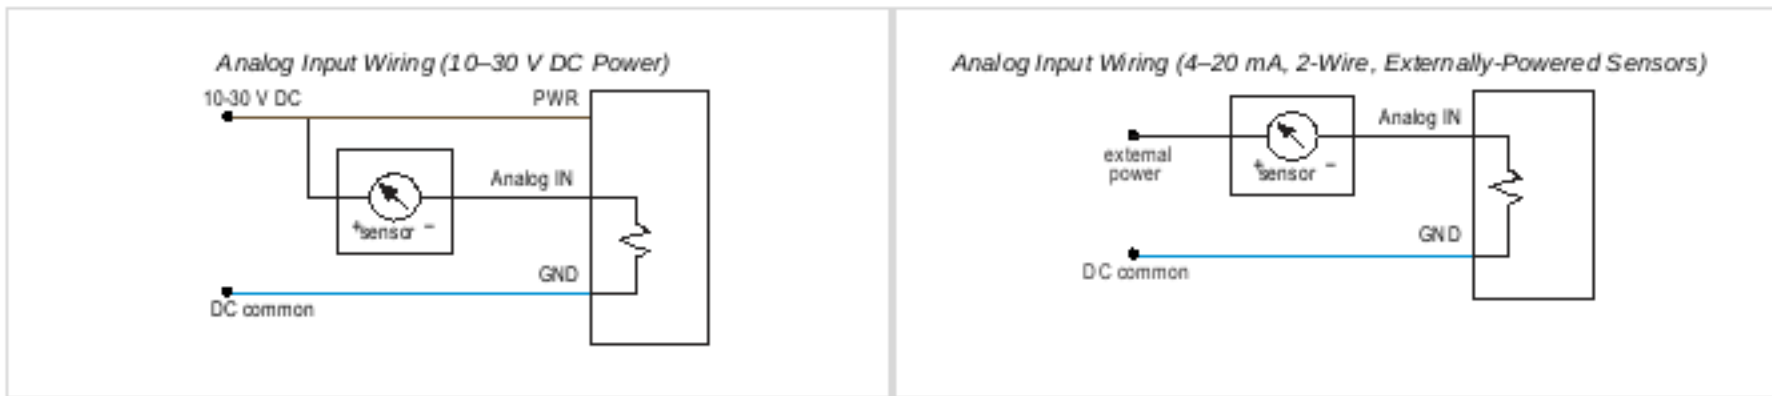 Analog Input Wiring (10–30 V DC Power)
10-30 V DC
PWR
Analog IN
+ sensor –
GND
DC common
Analog Input Wiring (4–20 mA, 2-Wire, Externally-Powered Sensors)
Analog IN
external
power
+ sensor –
GND
DC common